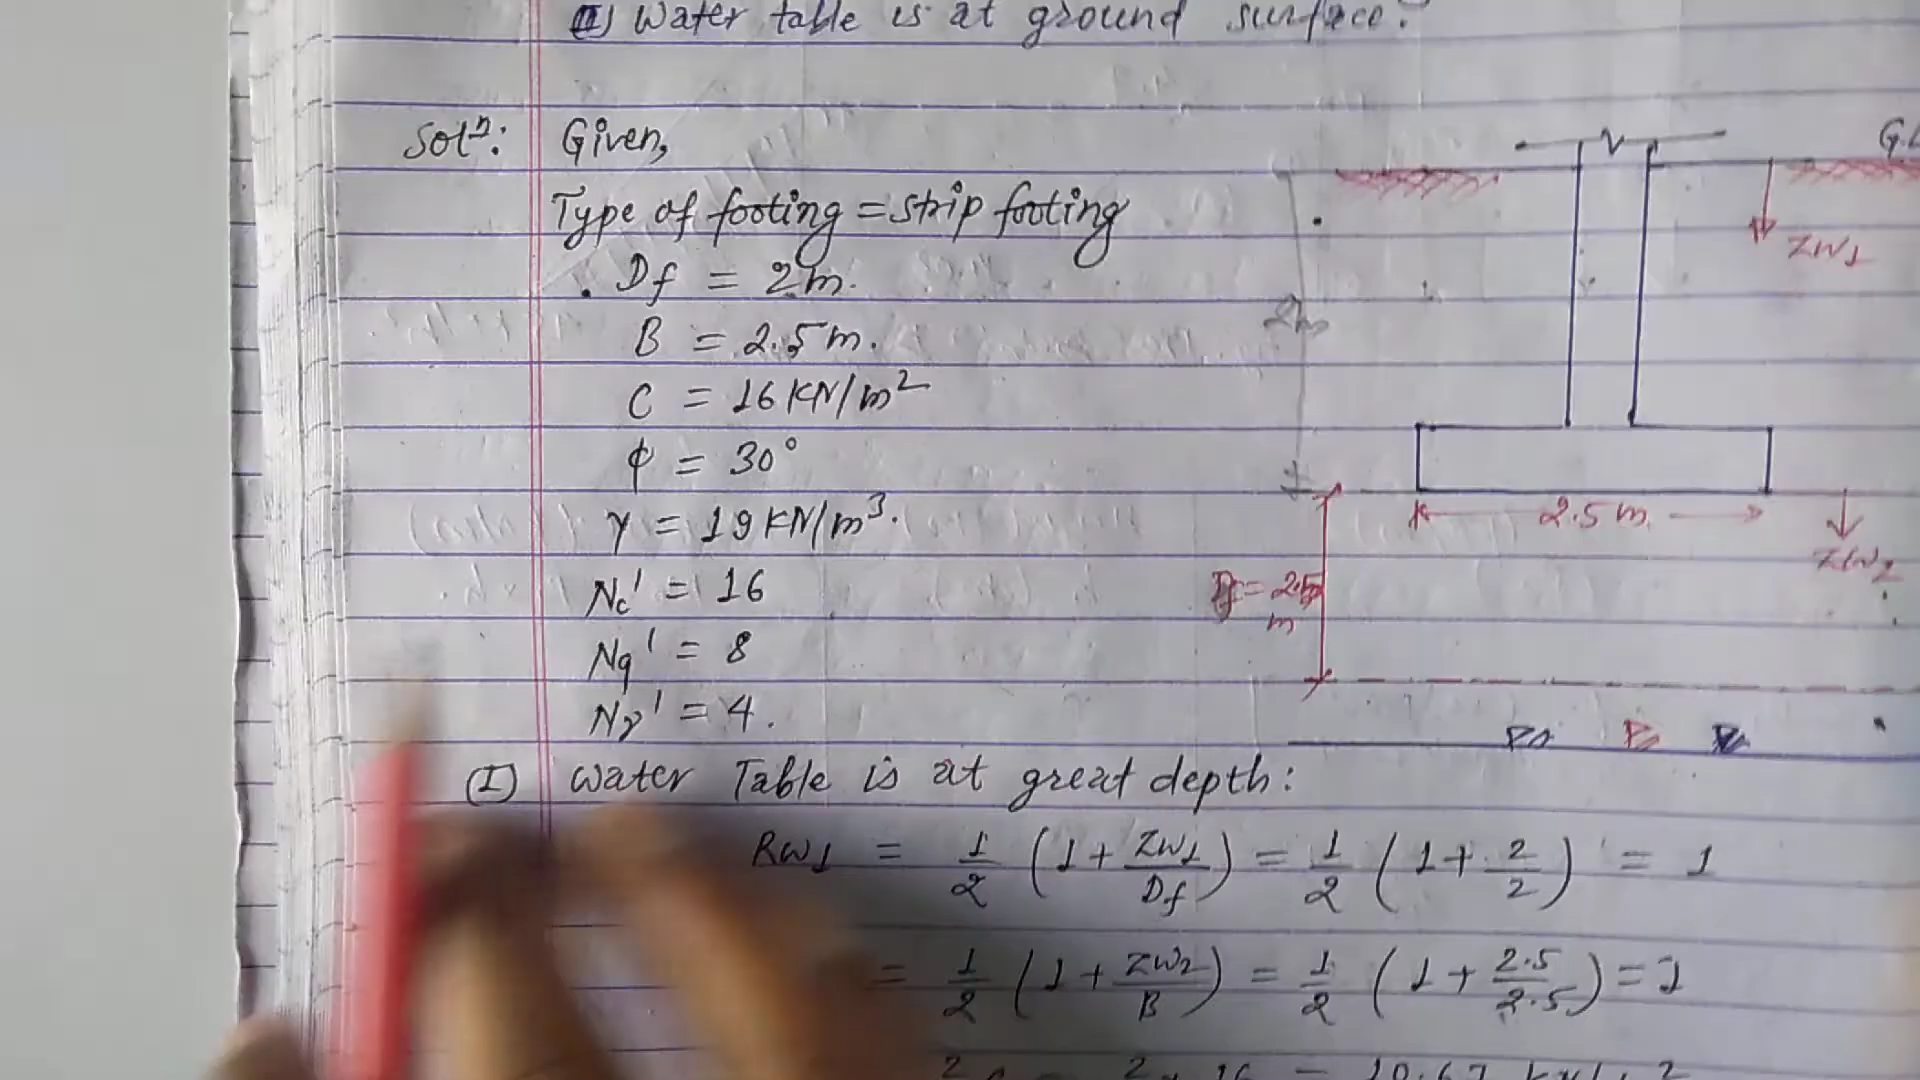 (II) Water table is at ground surface.
Solⁿ: Given,
Type of footing = strip footing
Df = 2m.
B = 2.5 m.
C = 16 KN/m²
φ = 30°
γ = 19 KN/m³.
Nc' = 16
Nq' = 8
Nγ' = 4.
G.L
ZW1
2m
2.5 m
ZW2
= 2.5
m
(I) Water Table is at great depth:
RW1 = 1/2 (1 + ZW1/Df) = 1/2 (1 + 2/2) = 1
= 1/2 (1 + ZW2/B) = 1/2 (1 + 2.5/2.5) = 1